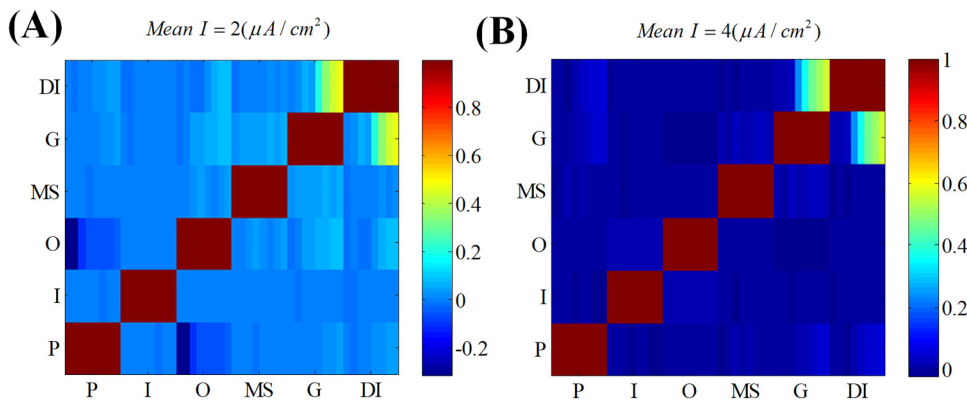 (A) Mean I = 2(μA / cm²)
DI
G
MS
O
I
P
P I O MS G DI
0.8
0.6
0.4
0.2
0
-0.2
(B) Mean I = 4(μA / cm²)
DI
G
MS
O
I
P
P I O MS G DI
1
0.8
0.6
0.4
0.2
0